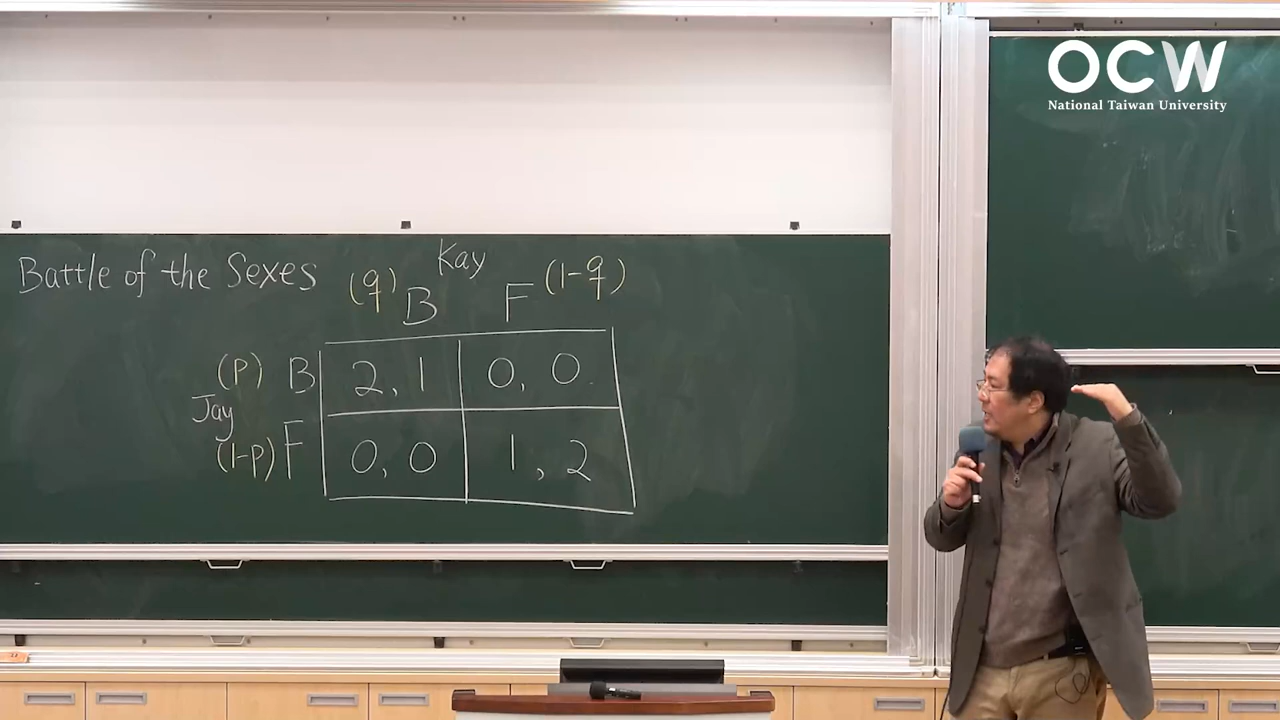 Battle of the Sexes
Kay
(q) B F (1-q)
(p) B 2, 1 0, 0.
Jay
(1-p) F 0, 0 1, 2
OCW
National Taiwan University